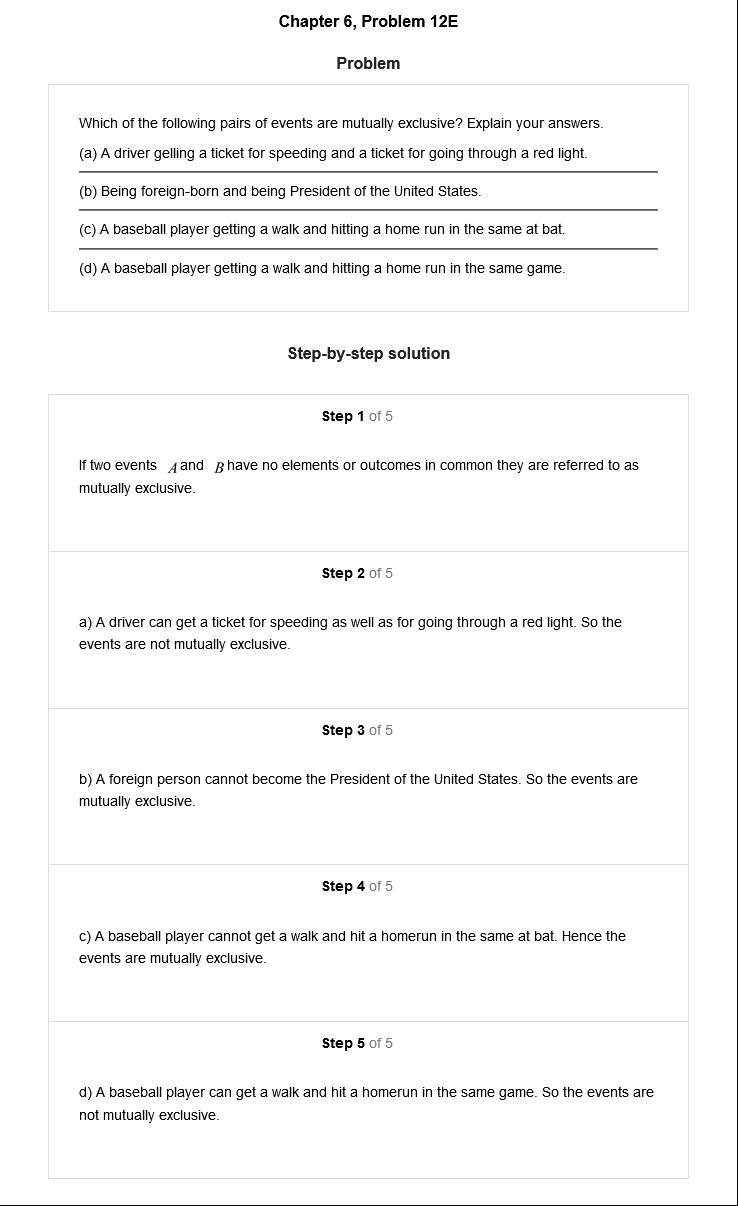 Chapter 6, Problem 12E
Problem
Which of the following pairs of events are mutually exclusive? Explain your answers.
(a) A driver gelling a ticket for speeding and a ticket for going through a red light.
(b) Being foreign-born and being President of the United States.
(c) A baseball player getting a walk and hitting a home run in the same at bat.
(d) A baseball player getting a walk and hitting a home run in the same game.
Step-by-step solution
Step 1 of 5
If two events A and B have no elements or outcomes in common they are referred to as
mutually exclusive.
Step 2 of 5
a) A driver can get a ticket for speeding as well as for going through a red light. So the
events are not mutually exclusive.
Step 3 of 5
b) A foreign person cannot become the President of the United States. So the events are
mutually exclusive.
Step 4 of 5
c) A baseball player cannot get a walk and hit a homerun in the same at bat. Hence the
events are mutually exclusive.
Step 5 of 5
d) A baseball player can get a walk and hit a homerun in the same game. So the events are
not mutually exclusive.